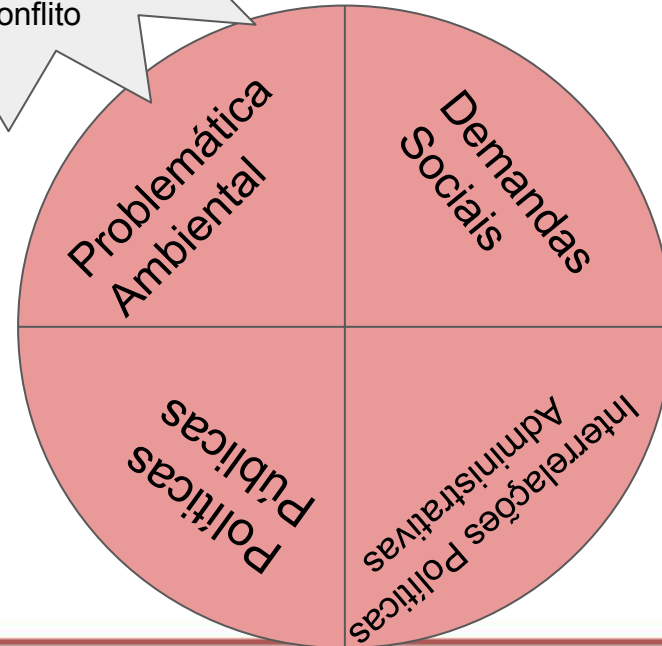 onflito
Problemática
Ambiental
Demandas
Sociais
Políticas
Públicas
Interrelações Políticas
Administrativas